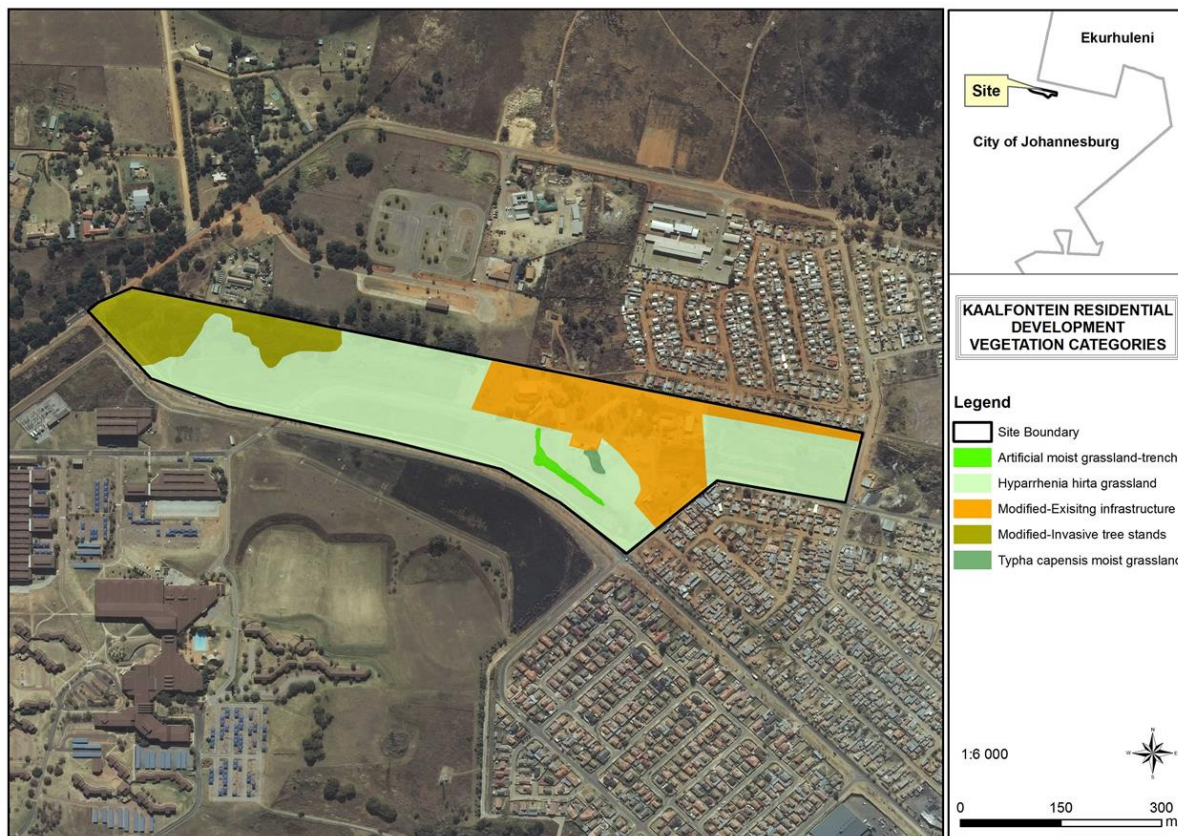 Ekurhuleni
Site
City of Johannesburg
KAALFONTEIN RESIDENTIAL
DEVELOPMENT
VEGETATION CATEGORIES
Legend
Site Boundary
Artificial moist grassland-trench
Hyparrhenia hirta grassland
Modified-Exisitng infrastructure
Modified-Invasive tree stands
Typha capensis moist grassland
1:6 000
N
W E
S
0 150 300
m